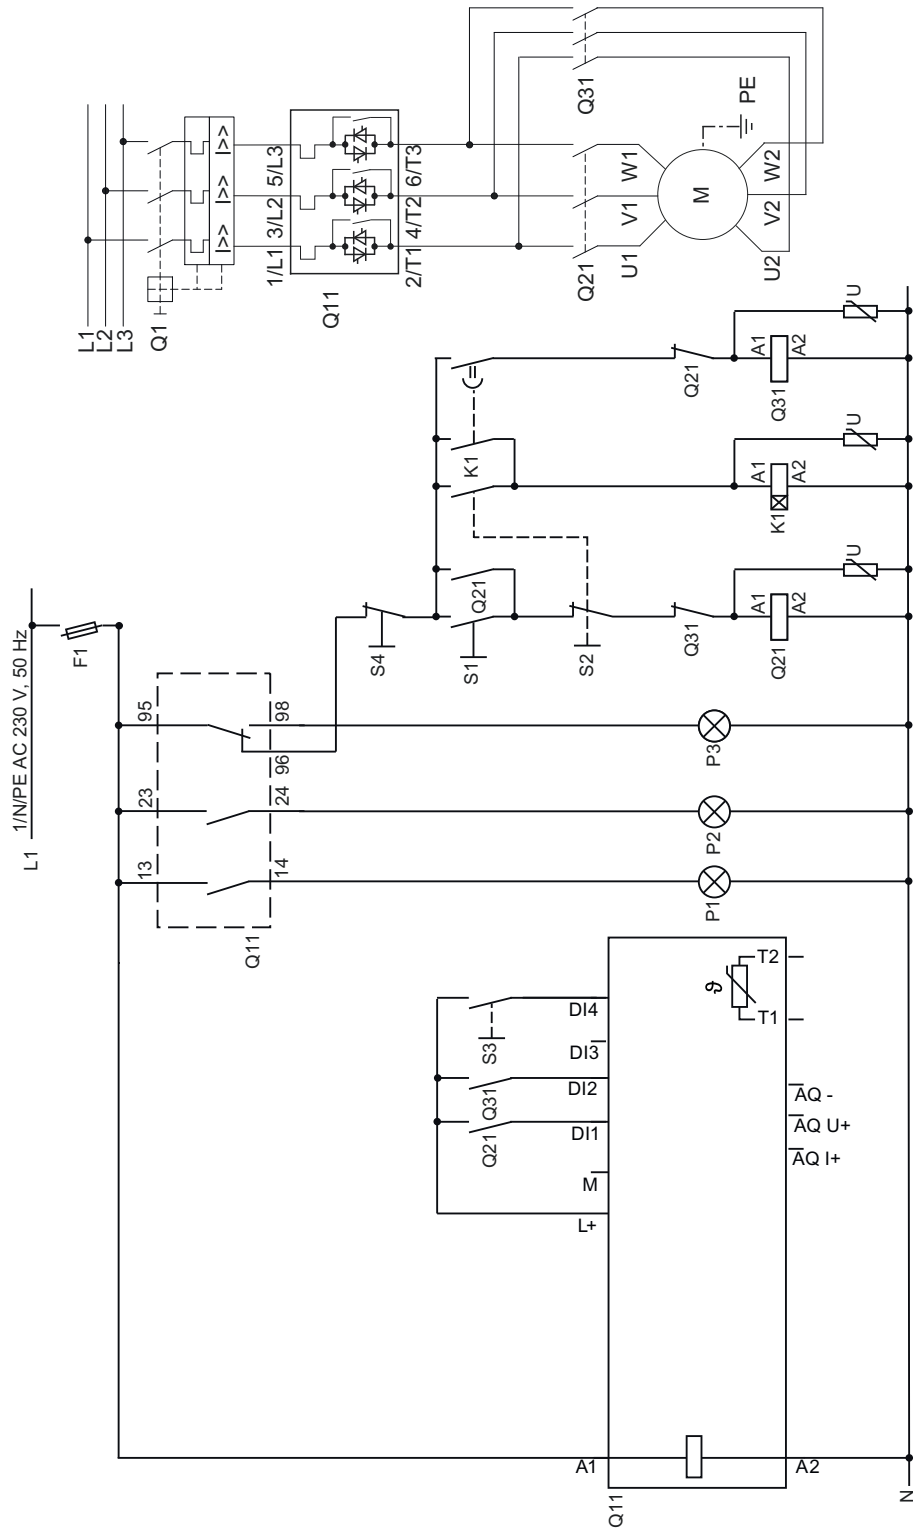 L1
L2
L3
Q1
1/L1 3/L2 5/L3
Q11
2/T1 4/T2 6/T3
Q31
Q21
U1
V1
W1
M
PE
U2
V2
W2
L1
1/N/PE AC 230 V, 50 Hz
F1
13
23
95
14
24
96
98
Q11
S4
S1
Q21
K1
S2
Q31
Q21
P1
P2
P3
Q21
A1
A2
U
K1
A1
A2
U
Q31
A1
A2
U
Q21
Q31
S3
L+
M
DI1
DI2
DI3
DI4
ϑ
T1
T2
AQ I+
AQ U+
AQ -
A1
A2
Q11
N
I>>
I>>
I>>